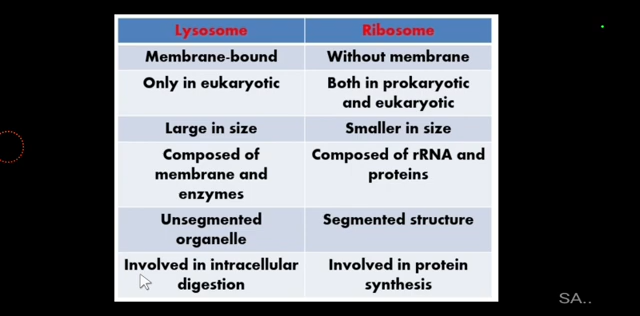 Lysosome Ribosome
Membrane-bound Without membrane
Only in eukaryotic Both in prokaryotic
and eukaryotic
Large in size Smaller in size
Composed of Composed of rRNA and
membrane and proteins
enzymes
Unsegmented Segmented structure
organelle
Involved in intracellular Involved in protein
digestion synthesis
SA..